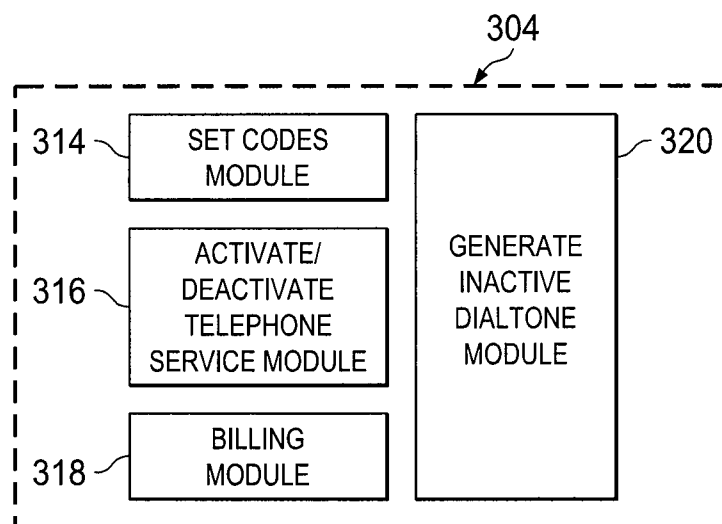 304
314
SET CODES
MODULE
316
ACTIVATE/
DEACTIVATE
TELEPHONE
SERVICE MODULE
318
BILLING
MODULE
GENERATE
INACTIVE
DIALTONE
MODULE
320